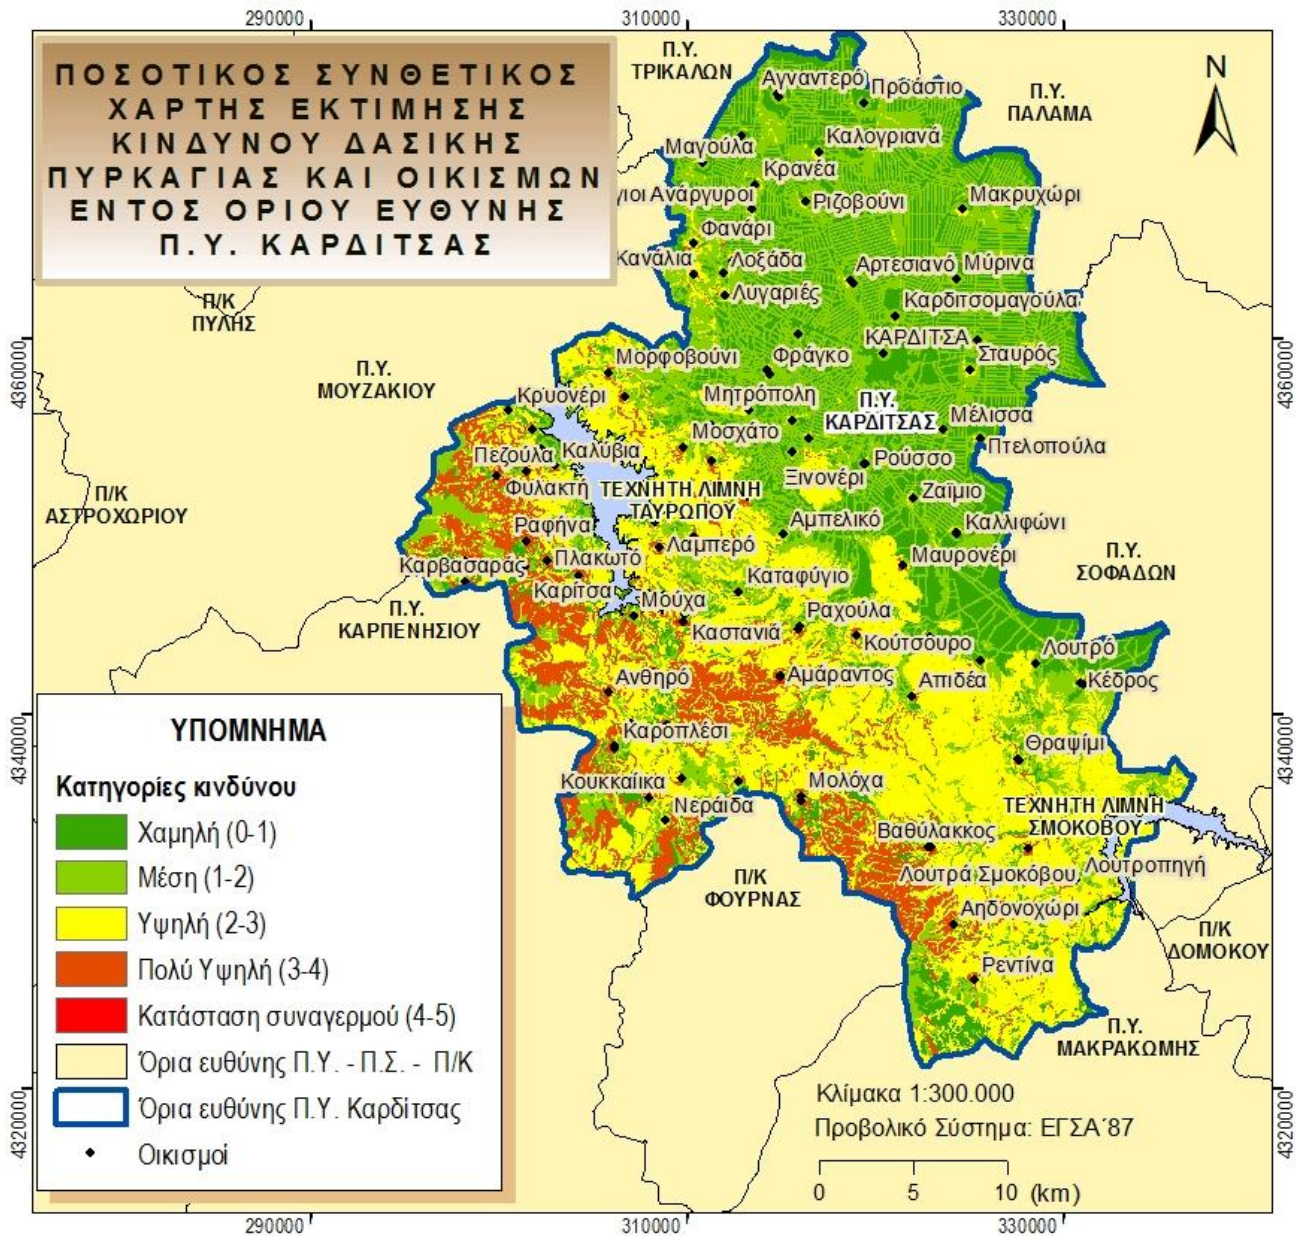 290000
310000
330000
ΠΟΣΟΤΙΚΟΣ ΣΥΝΘΕΤΙΚΟΣ
ΧΑΡΤΗΣ ΕΚΤΙΜΗΣΗΣ
ΚΙΝΔΥΝΟΥ ΔΑΣΙΚΗΣ
ΠΥΡΚΑΓΙΑΣ ΚΑΙ ΟΙΚΙΣΜΩΝ
ΕΝΤΟΣ ΟΡΙΟΥ ΕΥΘΥΝΗΣ
Π.Υ. ΚΑΡΔΙΤΣΑΣ
Π.Υ.
ΤΡΙΚΑΛΩΝ
Π.Υ.
ΠΑΛΑΜΑ
N
Αγναντερό
Προάστιο
Μαγούλα
Καλογριανά
Κρανέα
γιοι Ανάργυροι
Ριζοβούνι
Μακρυχώρι
Φανάρι
Κανάλια
Λοξάδα
Αρτεσιανό
Μύρινα
Λυγαριές
Καρδιτσομαγούλα
Π/Κ
ΠΥΛΗΣ
ΚΑΡΔΙΤΣΑ
Μορφοβούνι
Φράγκο
Σταυρός
4360000
4360000
Π.Υ.
ΜΟΥΖΑΚΙΟΥ
Κρυονέρι
Μητρόπολη
Π.Υ.
ΚΑΡΔΙΤΣΑΣ
Μέλισσα
Μοσχάτο
Πτελοπούλα
Πεζούλα
Καλύβια
Ξινονέρι
Ρούσσο
Φυλακτή
ΤΕΧΝΗΤΗ ΛΙΜΝΗ
ΤΑΥΡΩΠΟΥ
Ζαΐμιο
Π/Κ
ΑΣΤΡΟΧΩΡΙΟΥ
Ραφήνα
Αμπελικό
Καλλιφώνι
Λαμπερό
Καρβασαράς
Πλακωτό
Μαυρονέρι
Π.Υ.
ΣΟΦΑΔΩΝ
Καρίτσα
Καταφύγιο
Π.Υ.
ΚΑΡΠΕΝΗΣΙΟΥ
Μούχα
Ραχούλα
Καστανιά
Κουτσουρο
Λουτρό
Ανθηρό
Αμάραντος
Απιδέα
Κέδρος
4340000
4340000
Καροπλέσι
Θραψίμι
Κουκκαίικα
Μολόχα
Νεράιδα
ΤΕΧΝΗΤΗ ΛΙΜΝΗ
ΣΜΟΚΟΒΟΥ
Βαθύλακκος
Λουτρά Σμοκόβου
Λουτροπηγή
Π/Κ
ΦΟΥΡΝΑΣ
Αηδονοχώρι
Π/Κ
ΔΟΜΟΚΟΥ
Ρεντίνα
Π.Υ.
ΜΑΚΡΑΚΩΜΗΣ
ΥΠΟΜΝΗΜΑ
Κατηγορίες κινδύνου
Χαμηλή (0-1)
Μέση (1-2)
Υψηλή (2-3)
Πολύ Υψηλή (3-4)
Κατάσταση συναγερμού (4-5)
Όρια ευθύνης Π.Υ. - Π.Σ. - Π/Κ
Όρια ευθύνης Π.Υ. Καρδίτσας
Οικισμοί
Κλίμακα 1:300.000
Προβολικό Σύστημα: ΕΓΣΑ΄87
0 5 10 (km)
4320000
4320000
290000
310000
330000